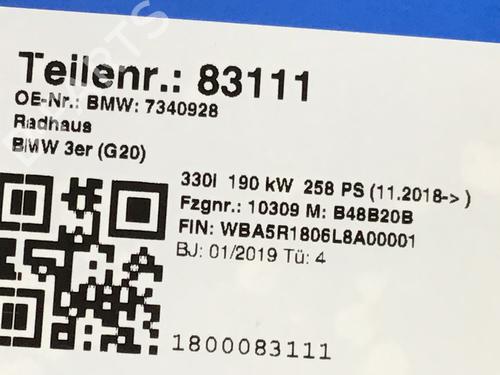 Teilenr.: 83111
OE-Nr.: BMW: 7340928
Radhaus
BMW 3er (G20)
330i 190 kW 258 PS (11.2018-> )
Fzgnr.: 10309 M: B48B20B
FIN: WBA5R1806L8A00001
BJ: 01/2019 Tü: 4
1800083111